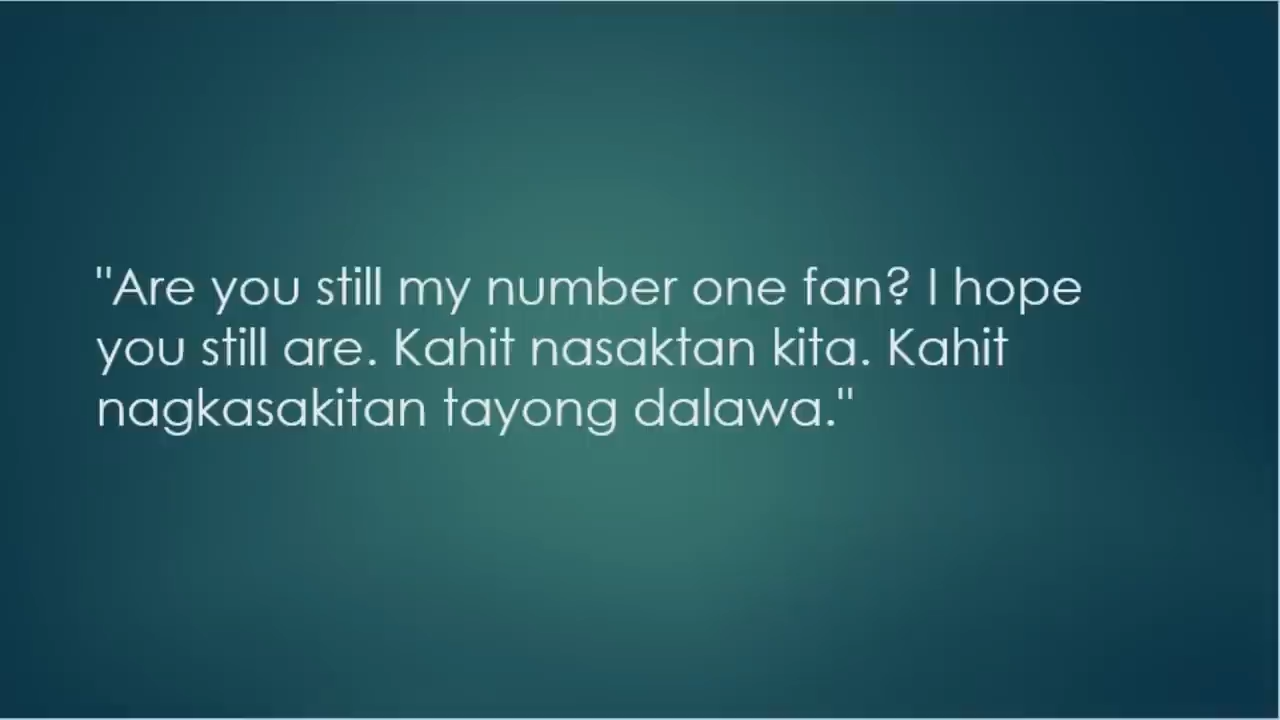 "Are you still my number one fan? I hope
you still are. Kahit nasaktan kita. Kahit
nagkasakitan tayong dalawa."